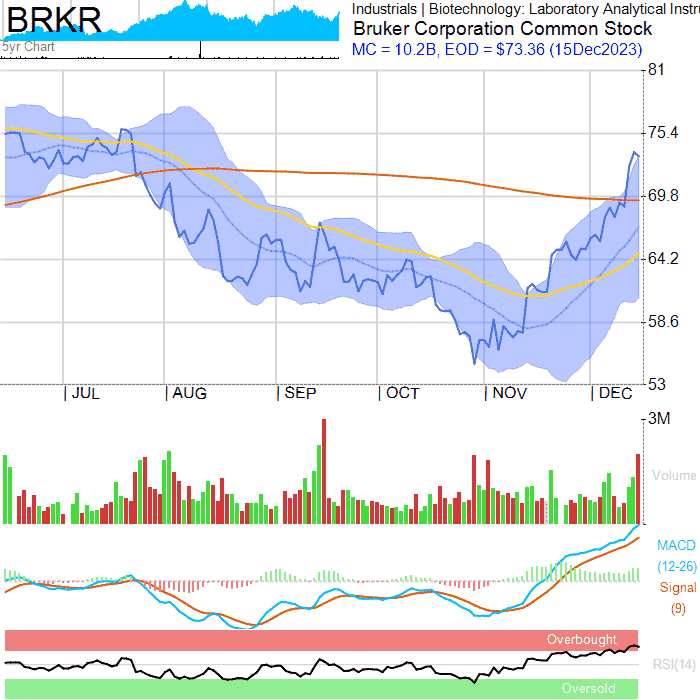 BRKR
5yr Chart
Industrials | Biotechnology: Laboratory Analytical Instru
Bruker Corporation Common Stock
MC = 10.2B, EOD = $73.36 (15Dec2023)
81
75.4
69.8
64.2
58.6
53
| JUL | AUG | SEP | OCT | NOV | DEC
3M
Volume
MACD
(12-26)
Signal
(9)
Overbought
RSI(14)
Oversold